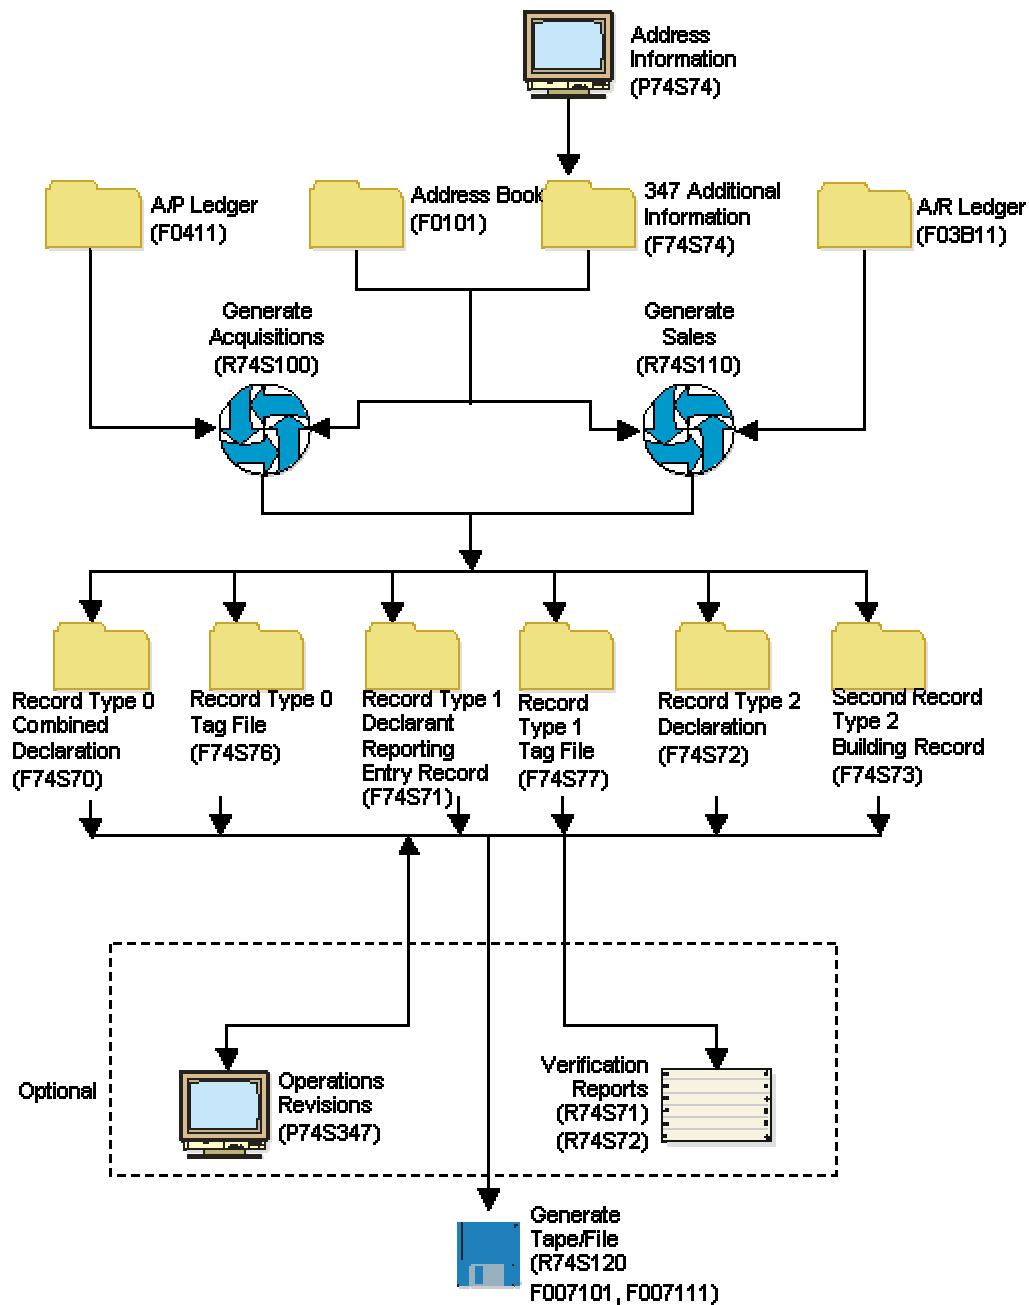 Address
Information
(P74S74)
A/P Ledger
(F0411)
Address Book
(F0101)
347 Additional
Information
(F74S74)
A/R Ledger
(F03B11)
Generate
Acquisitions
(R74S100)
Generate
Sales
(R74S110)
Record Type 0
Combined
Declaration
(F74S70)
Record Type 0
Tag File
(F74S76)
Record Type 1
Declarant
Reporting
Entry Record
(F74S71)
Record
Type 1
Tag File
(F74S77)
Record Type 2
Declaration
(F74S72)
Second Record
Type 2
Building Record
(F74S73)
Optional
Operations
Revisions
(P74S347)
Verification
Reports
(R74S71)
(R74S72)
Generate
Tape/File
(R74S120
F007101, F007111)